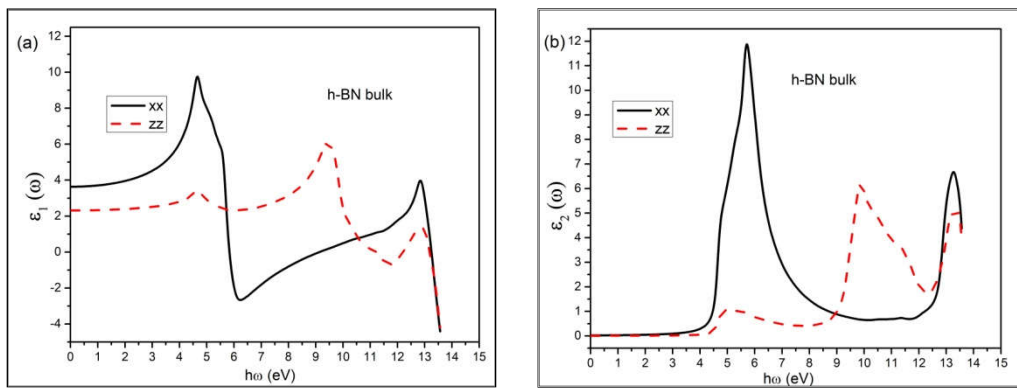 (a)
h-BN bulk
xx
zz
ε₁ (ω)
12
10
8
6
4
2
0
-2
-4
0 1 2 3 4 5 6 7 8 9 10 11 12 13 14 15
hω (eV)
(b)
h-BN bulk
xx
zz
ε₂ (ω)
12
11
10
9
8
7
6
5
4
3
2
1
0
0 1 2 3 4 5 6 7 8 9 10 11 12 13 14 15
hω (eV)